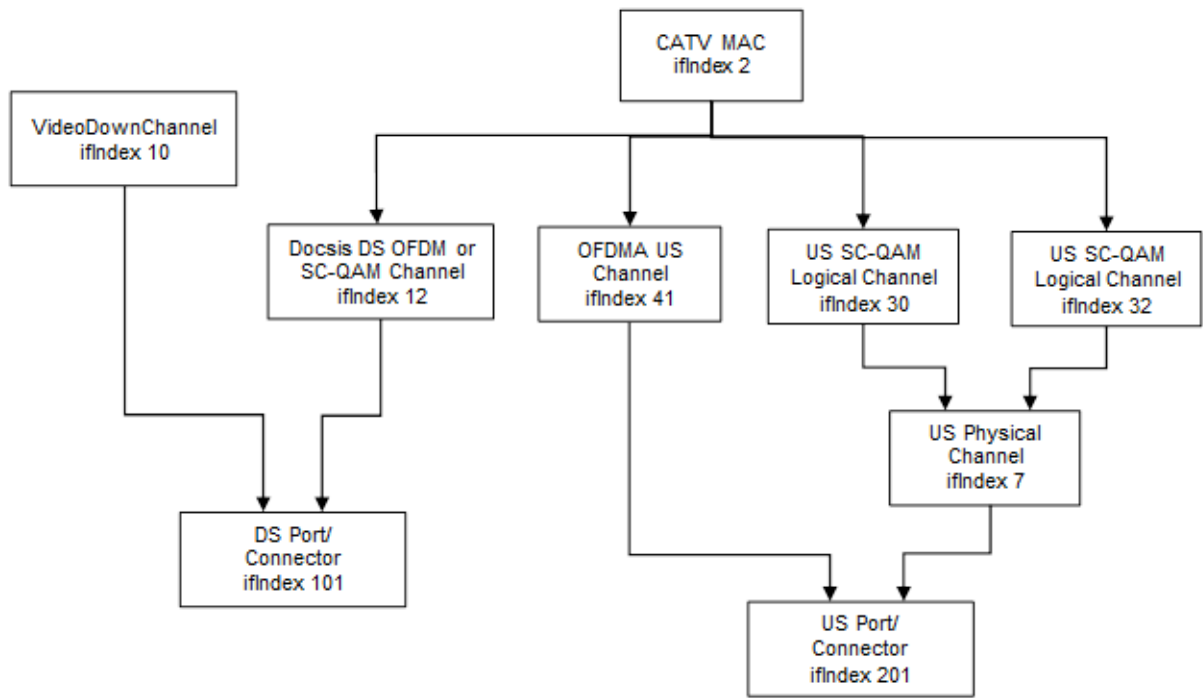 CATV MAC
ifIndex 2
VideoDownChannel
ifIndex 10
Docsis DS OFDM or
SC-QAM Channel
ifIndex 12
OFDMA US
Channel
ifIndex 41
US SC-QAM
Logical Channel
ifIndex 30
US SC-QAM
Logical Channel
ifIndex 32
US Physical
Channel
ifIndex 7
DS Port/
Connector
ifIndex 101
US Port/
Connector
ifIndex 201